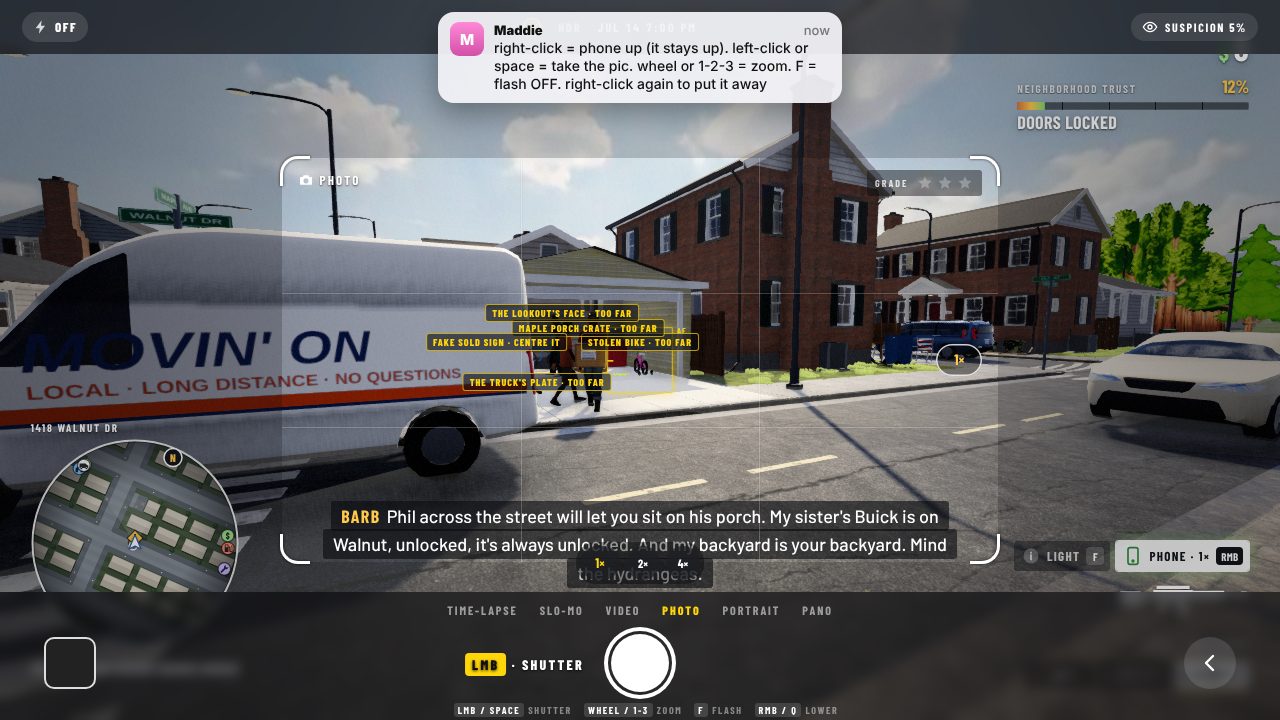 OFF
M
Maddie
now
right-click = phone up (it stays up). left-click or
space = take the pic. wheel or 1-2-3 = zoom. F =
flash OFF. right-click again to put it away
JUL 14 7:00 PM
SUSPICION 5%
NEIGHBORHOOD TRUST
12%
DOORS LOCKED
PHOTO
GRADE
WALNUT DR
MOVIN' ON
LOCAL · LONG DISTANCE · NO QUESTIONS
THE LOOKOUT'S FACE · TOO FAR
MAPLE PORCH CRATE · TOO FAR
FAKE SOLD SIGN · CENTRE IT
STOLEN BIKE · TOO FAR
THE TRUCK'S PLATE · TOO FAR
1×
1418 WALNUT DR
N
BARB Phil across the street will let you sit on his porch. My sister's Buick is on
Walnut, unlocked, it's always unlocked. And my backyard is your backyard. Mind
the hydrangeas.
1× 2× 4×
LIGHT F
PHONE · 1× RMB
TIME-LAPSE SLO-MO VIDEO PHOTO PORTRAIT PANO
LMB · SHUTTER
LMB / SPACE SHUTTER WHEEL / 1-3 ZOOM F FLASH RMB / Q LOWER